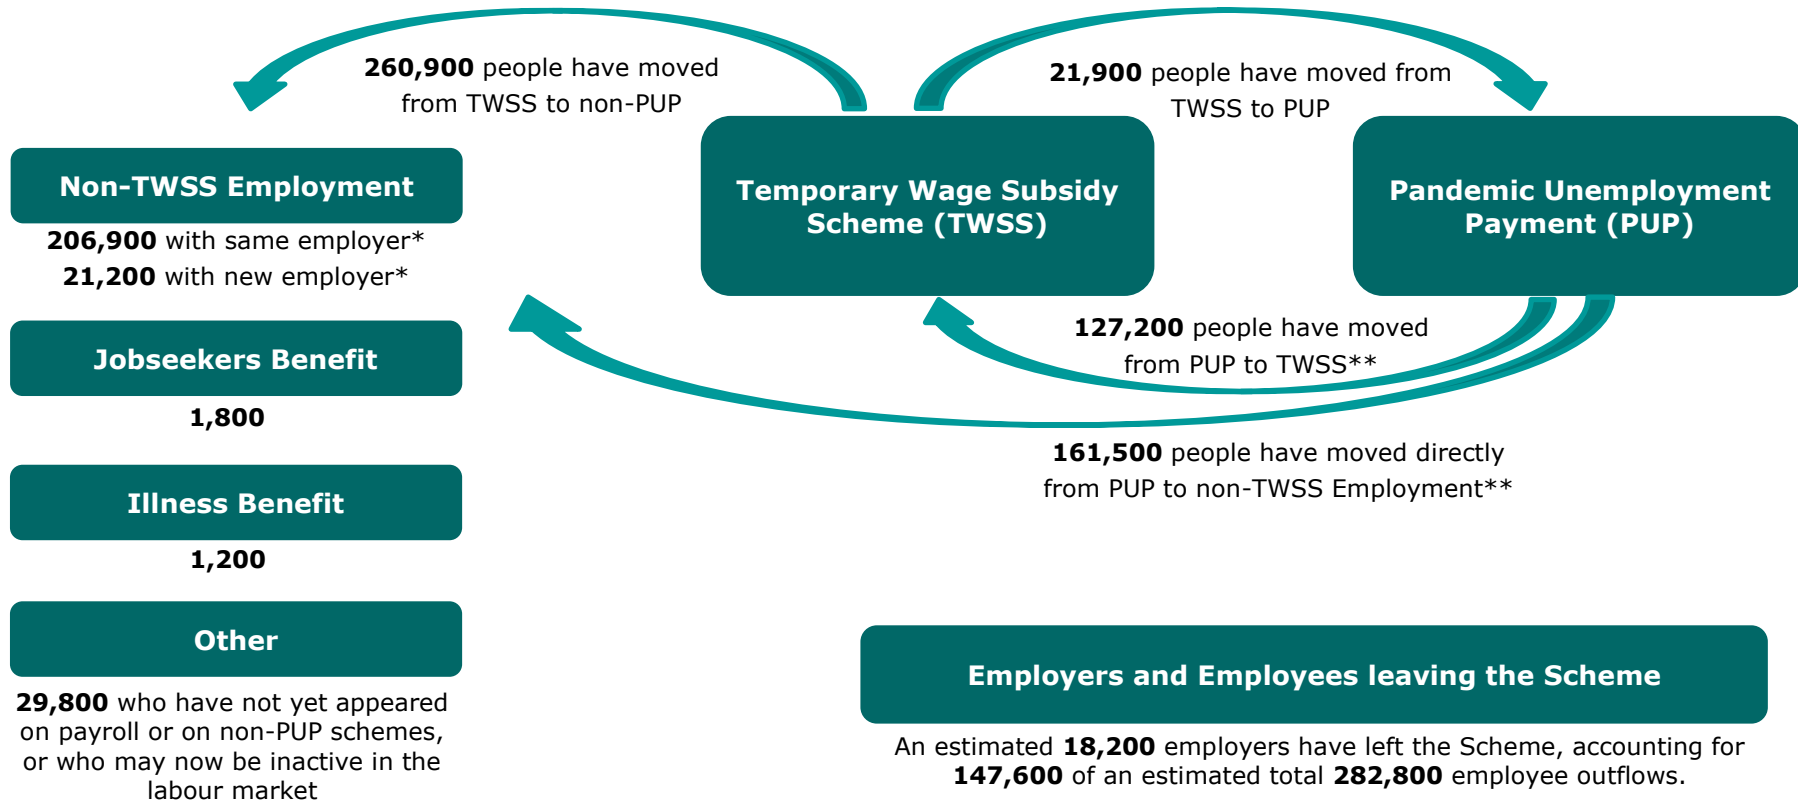 260,900 people have moved
from TWSS to non-PUP
21,900 people have moved from
TWSS to PUP
Non-TWSS Employment
206,900 with same employer*
21,200 with new employer*
Temporary Wage Subsidy
Scheme (TWSS)
Pandemic Unemployment
Payment (PUP)
Jobseekers Benefit
1,800
127,200 people have moved
from PUP to TWSS**
161,500 people have moved directly
from PUP to non-TWSS Employment**
Illness Benefit
1,200
Other
29,800 who have not yet appeared
on payroll or on non-PUP schemes,
or who may now be inactive in the
labour market
Employers and Employees leaving the Scheme
An estimated 18,200 employers have left the Scheme, accounting for
147,600 of an estimated total 282,800 employee outflows.